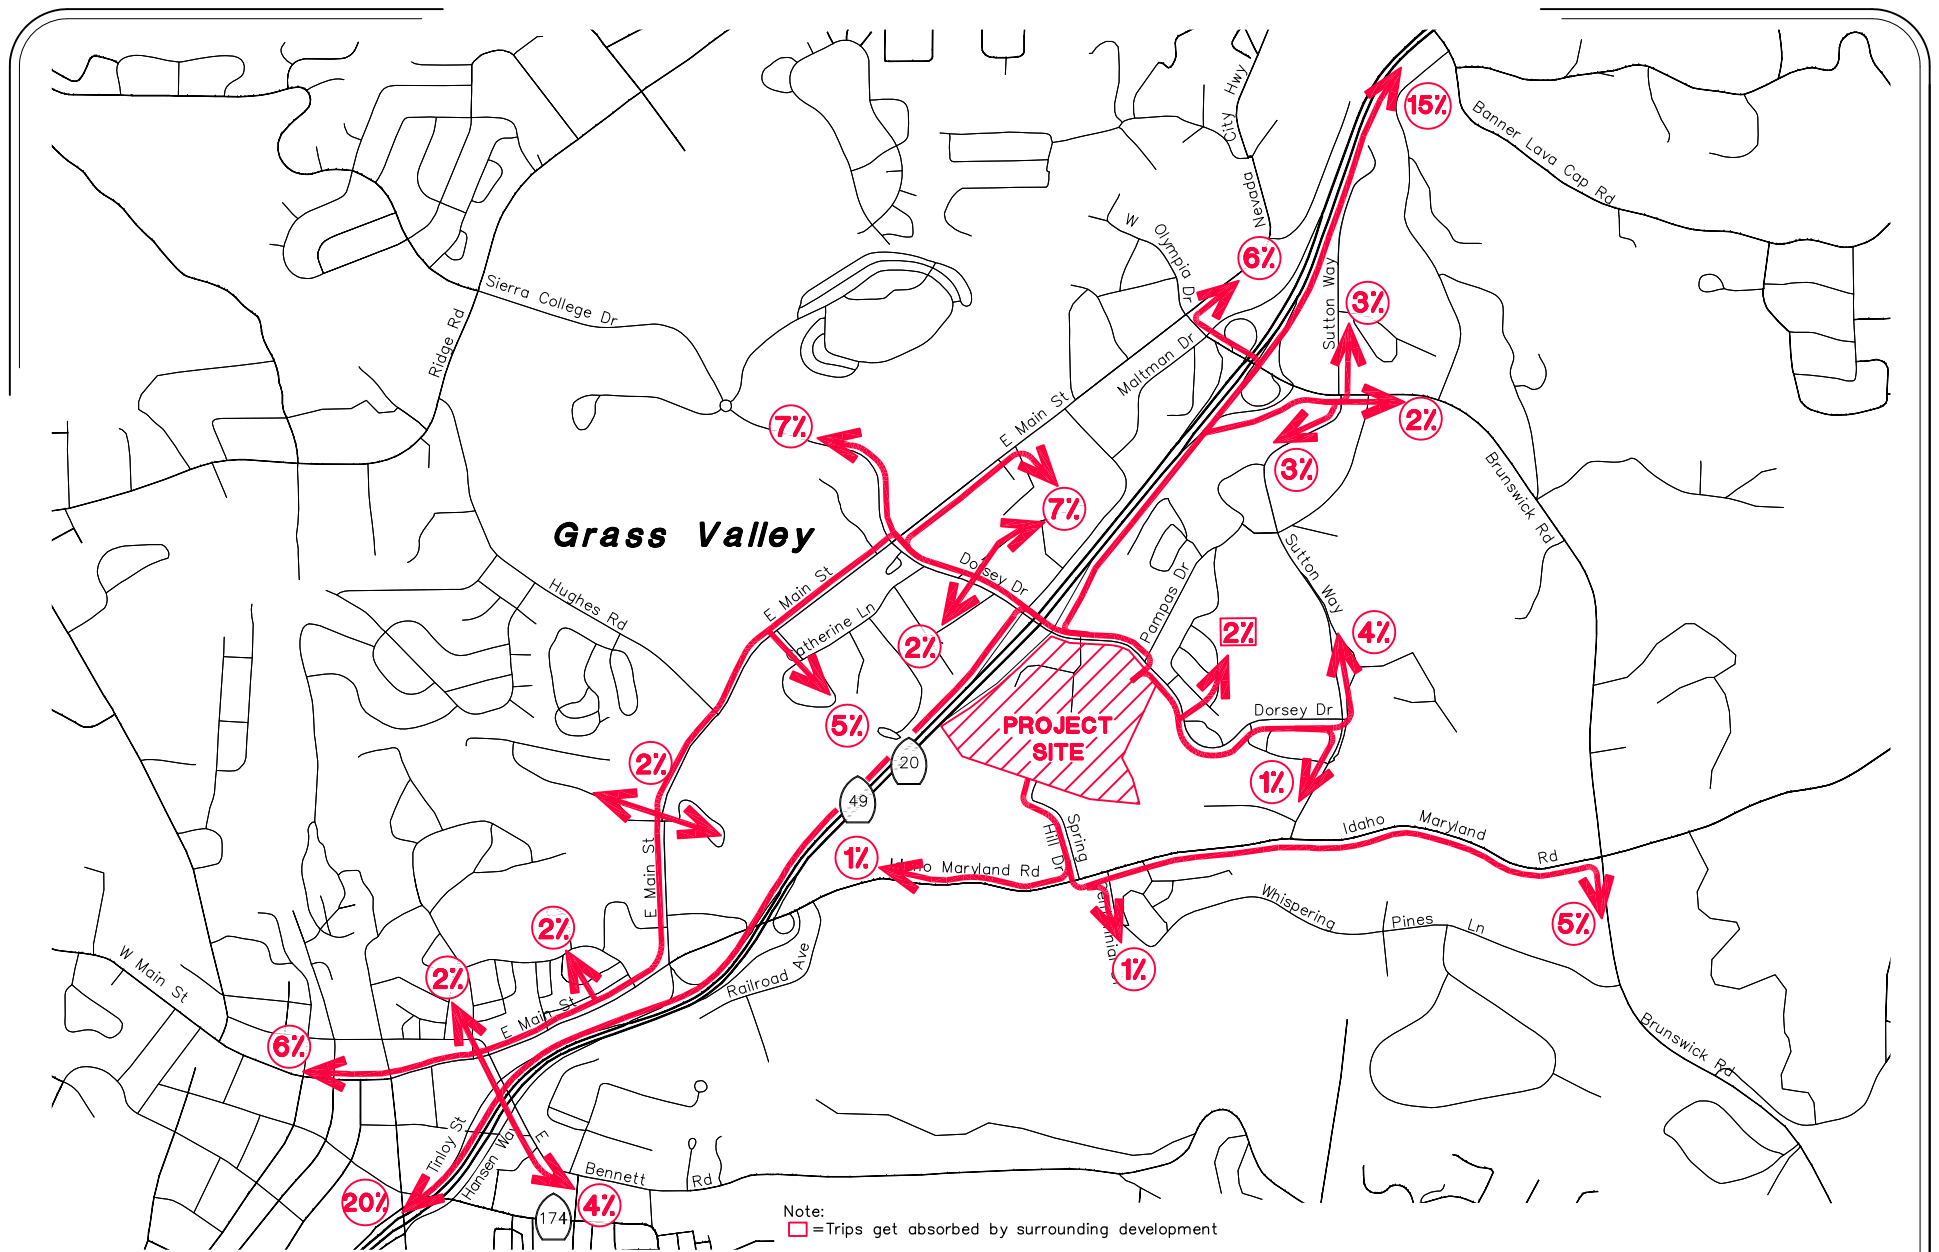 15%
Banner Lava Cap Rd
City Hwy
Nevada
W Olympia Dr
6%
Sutton Way
3%
Sierra College Dr
Ridge Rd
Maltman Dr
E Main St
7%
2%
3%
7%
Brunswick Rd
Grass Valley
Dorsey Dr
Sutton Way
Hughes Rd
E Main St
Catherine Ln
Pampas Dr
2%
2%
4%
PROJECT
SITE
Dorsey Dr
5%
2%
20
1%
49
Spring
Hill Dr
Idaho Maryland Rd
1%
Maryland Rd
E Main St
Whispering Pines Ln
5%
2%
1%
W Main St
2%
Railroad Ave
E Main St
6%
Brunswick Rd
Tinloy St
Hansen Way
E Bennett Rd
20%
174
4%
Note:
=Trips get absorbed by surrounding development